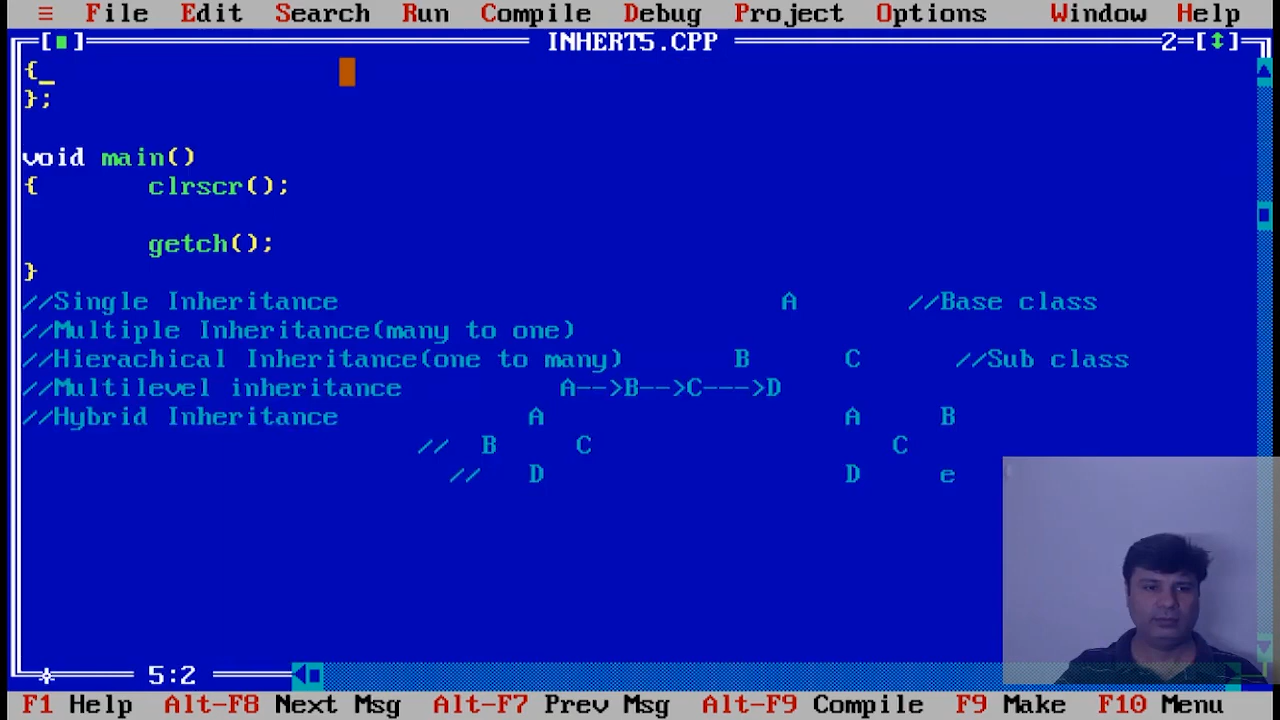 ≡ File Edit Search Run Compile Debug Project Options Window Help
[■] INHERT5.CPP 2=[↕]
{_
};
void main()
{ clrscr();
getch();
}
//Single Inheritance A //Base class
//Multiple Inheritance(many to one)
//Hierachical Inheritance(one to many) B C //Sub class
//Multilevel inheritance A-->B-->C--->D
//Hybrid Inheritance A A B
// B C C
// D D e
5:2
F1 Help Alt-F8 Next Msg Alt-F7 Prev Msg Alt-F9 Compile F9 Make F10 Menu